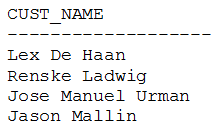 CUST_NAME
-------------------
Lex De Haan
Renske Ladwig
Jose Manuel Urman
Jason Mallin